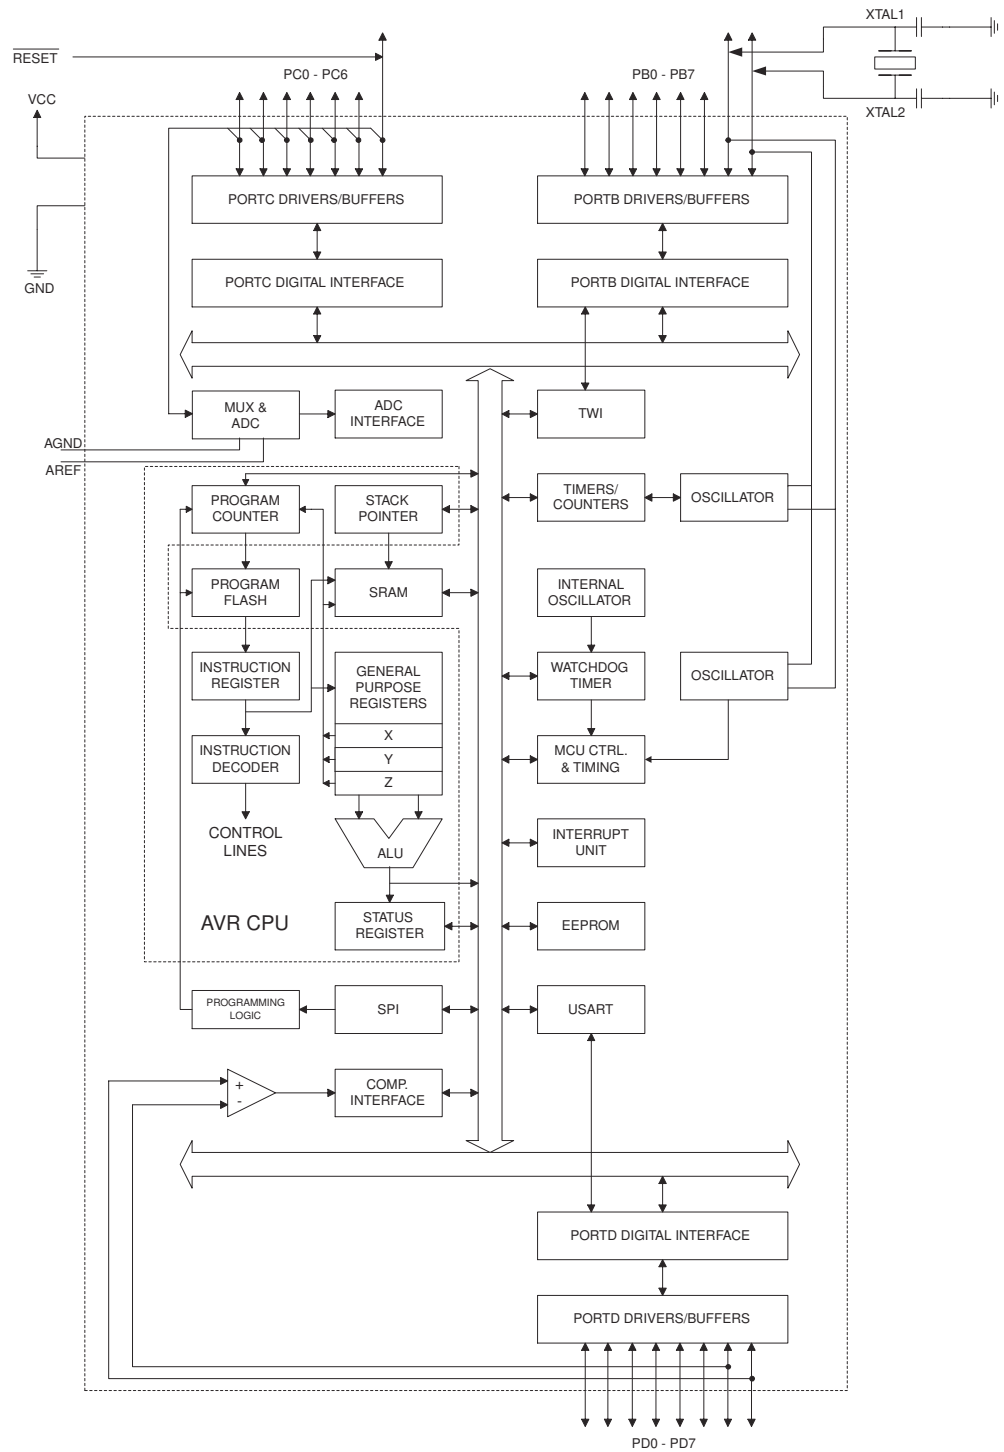 XTAL1
RESET
PC0 - PC6
PB0 - PB7
VCC
XTAL2
PORTC DRIVERS/BUFFERS
PORTB DRIVERS/BUFFERS
PORTC DIGITAL INTERFACE
PORTB DIGITAL INTERFACE
GND
MUX &
ADC
ADC
INTERFACE
TWI
AGND
AREF
PROGRAM
COUNTER
STACK
POINTER
TIMERS/
COUNTERS
OSCILLATOR
PROGRAM
FLASH
SRAM
INTERNAL
OSCILLATOR
INSTRUCTION
REGISTER
GENERAL
PURPOSE
REGISTERS
WATCHDOG
TIMER
OSCILLATOR
X
Y
Z
INSTRUCTION
DECODER
MCU CTRL.
& TIMING
CONTROL
LINES
ALU
INTERRUPT
UNIT
AVR CPU
STATUS
REGISTER
EEPROM
PROGRAMMING
LOGIC
SPI
USART
+
-
COMP.
INTERFACE
PORTD DIGITAL INTERFACE
PORTD DRIVERS/BUFFERS
PD0 - PD7